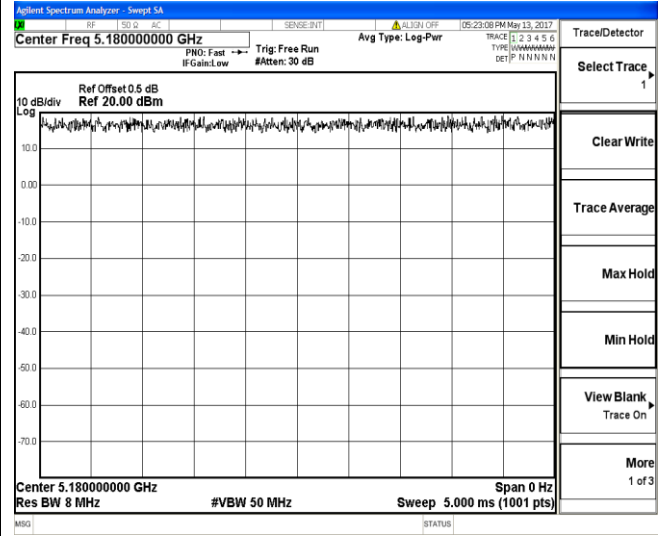 Agilent Spectrum Analyzer - Swept SA
RF 50 Ω AC SENSE:INT ALIGN OFF 05:23:08 PM May 13, 2017
Center Freq 5.180000000 GHz
PNO: Fast
IFGain:Low
Trig: Free Run
#Atten: 30 dB
Avg Type: Log-Pwr
TRACE 1 2 3 4 5 6
TYPE
DET P N N N N N
Ref Offset 0.5 dB
10 dB/div Ref 20.00 dBm
Log
10.0
0.00
-10.0
-20.0
-30.0
-40.0
-50.0
-60.0
-70.0
Center 5.180000000 GHz Span 0 Hz
Res BW 8 MHz #VBW 50 MHz Sweep 5.000 ms (1001 pts)
MSG STATUS
Trace/Detector
Select Trace
1
Clear Write
Trace Average
Max Hold
Min Hold
View Blank
Trace On
More
1 of 3